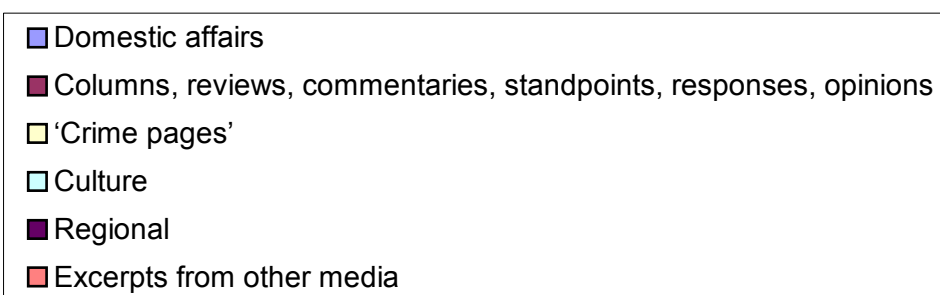 Domestic affairs
Columns, reviews, commentaries, standpoints, responses, opinions
‘Crime pages’
Culture
Regional
Excerpts from other media